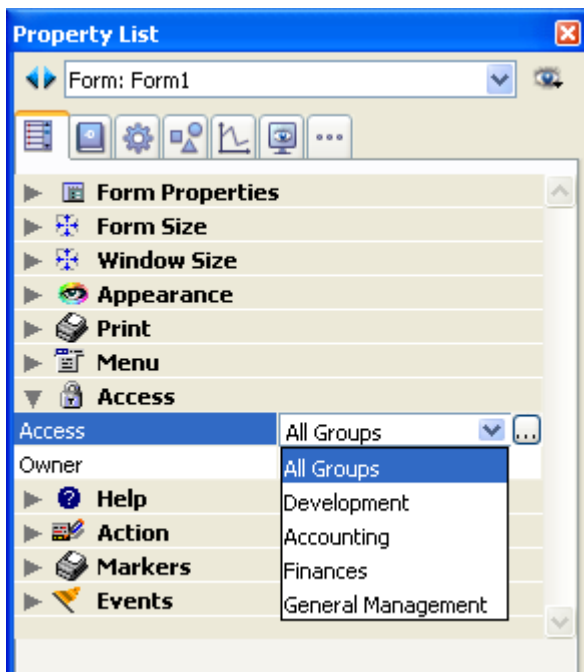 Property List
Form: Form1
Form Properties
Form Size
Window Size
Appearance
Print
Menu
Access
Access All Groups ...
Owner All Groups
Development
Help
Accounting
Action
Finances
Markers
General Management
Events